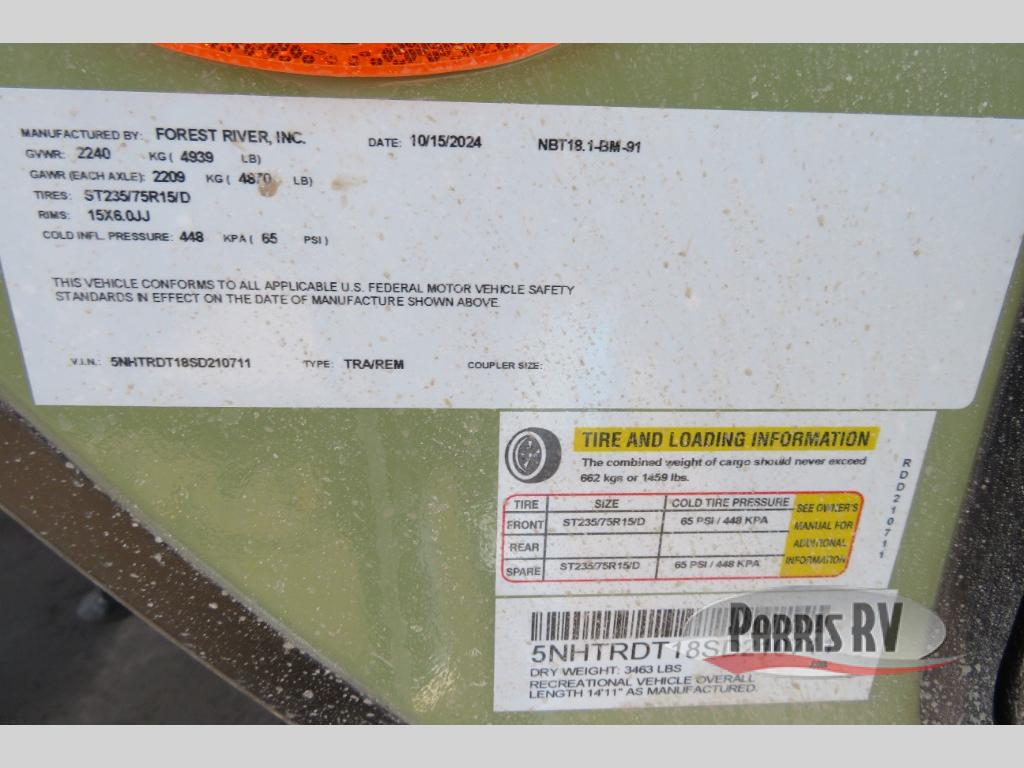 MANUFACTURED BY: FOREST RIVER, INC. DATE: 10/15/2024 NBT18.1-BM-91
GVWR: 2240 KG ( 4939 LB)
GAWR (EACH AXLE): 2209 KG ( 4870 LB)
TIRES: ST235/75R15/D
RIMS: 15X6.0JJ
COLD INFL. PRESSURE: 448 KPA ( 65 PSI )
THIS VEHICLE CONFORMS TO ALL APPLICABLE U.S. FEDERAL MOTOR VEHICLE SAFETY
STANDARDS IN EFFECT ON THE DATE OF MANUFACTURE SHOWN ABOVE.
V.I.N.: 5NHTRDT18SD210711 TYPE: TRA/REM COUPLER SIZE:
TIRE AND LOADING INFORMATION
The combined weight of cargo should never exceed
662 kgs or 1459 lbs.
TIRE SIZE COLD TIRE PRESSURE
FRONT ST235/75R15/D 65 PSI / 448 KPA
REAR
SPARE ST235/75R15/D 65 PSI / 448 KPA
SEE OWNER'S
MANUAL FOR
ADDITIONAL
INFORMATION
RDD210711
5NHTRDT18SD2
DRY WEIGHT: 3463 LBS
RECREATIONAL VEHICLE OVERALL
LENGTH 14'11" AS MANUFACTURED.
PARRIS RV
.com